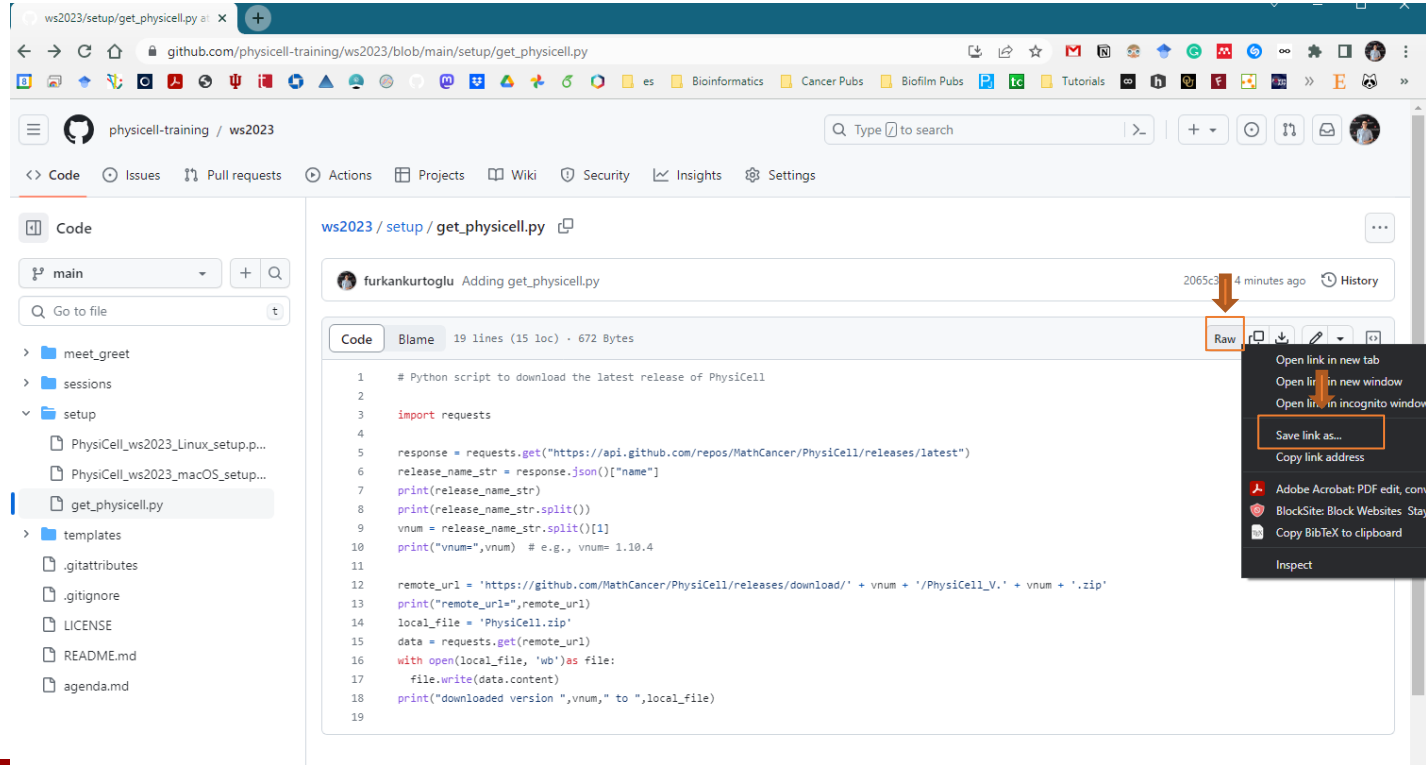 ws2023/setup/get_physicell.py at
github.com/physicell-training/ws2023/blob/main/setup/get_physicell.py
es
Bioinformatics
Cancer Pubs
Biofilm Pubs
Tutorials
physicell-training / ws2023
Type / to search
Code
Issues
Pull requests
Actions
Projects
Wiki
Security
Insights
Settings
Code
main
Go to file
t
meet_greet
sessions
setup
PhysiCell_ws2023_Linux_setup.p...
PhysiCell_ws2023_macOS_setup...
get_physicell.py
templates
.gitattributes
.gitignore
LICENSE
README.md
agenda.md
ws2023 / setup / get_physicell.py
furkankurtoglu Adding get_physicell.py
4 minutes ago
History
Code
Blame
19 lines (15 loc) · 672 Bytes
Raw
1 # Python script to download the latest release of PhysiCell
2
3 import requests
4
5 response = requests.get("https://api.github.com/repos/MathCancer/PhysiCell/releases/latest")
6 release_name_str = response.json()["name"]
7 print(release_name_str)
8 print(release_name_str.split())
9 vnum = release_name_str.split()[1]
10 print("vnum=",vnum) # e.g., vnum= 1.10.4
11
12 remote_url = 'https://github.com/MathCancer/PhysiCell/releases/download/' + vnum + '/PhysiCell_V.' + vnum + '.zip'
13 print("remote_url=",remote_url)
14 local_file = 'PhysiCell.zip'
15 data = requests.get(remote_url)
16 with open(local_file, 'wb')as file:
17 file.write(data.content)
18 print("downloaded version ",vnum," to ",local_file)
19
Open link in new tab
Open link in new window
Open link in incognito window
Save link as...
Copy link address
Adobe Acrobat: PDF edit, conv
BlockSite: Block Websites Stay
Copy BibTeX to clipboard
Inspect